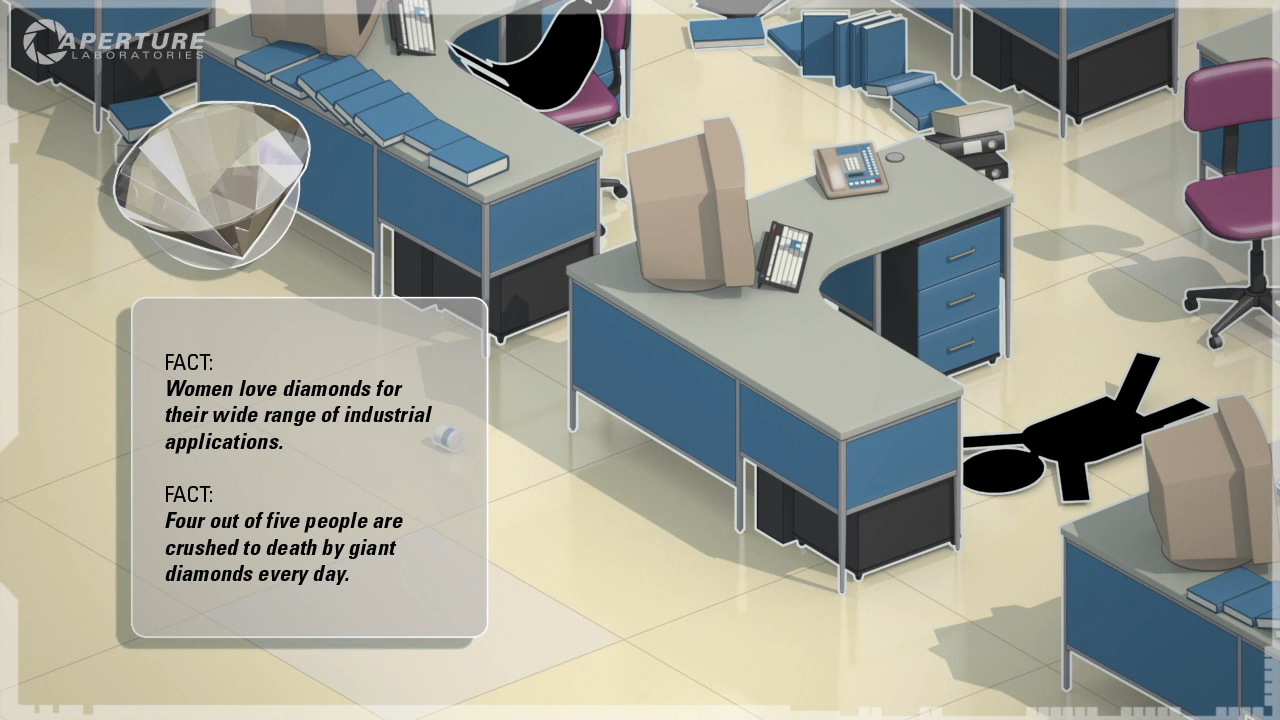 APERTURE
LABORATORIES
FACT:
Women love diamonds for
their wide range of industrial
applications.
FACT:
Four out of five people are
crushed to death by giant
diamonds every day.